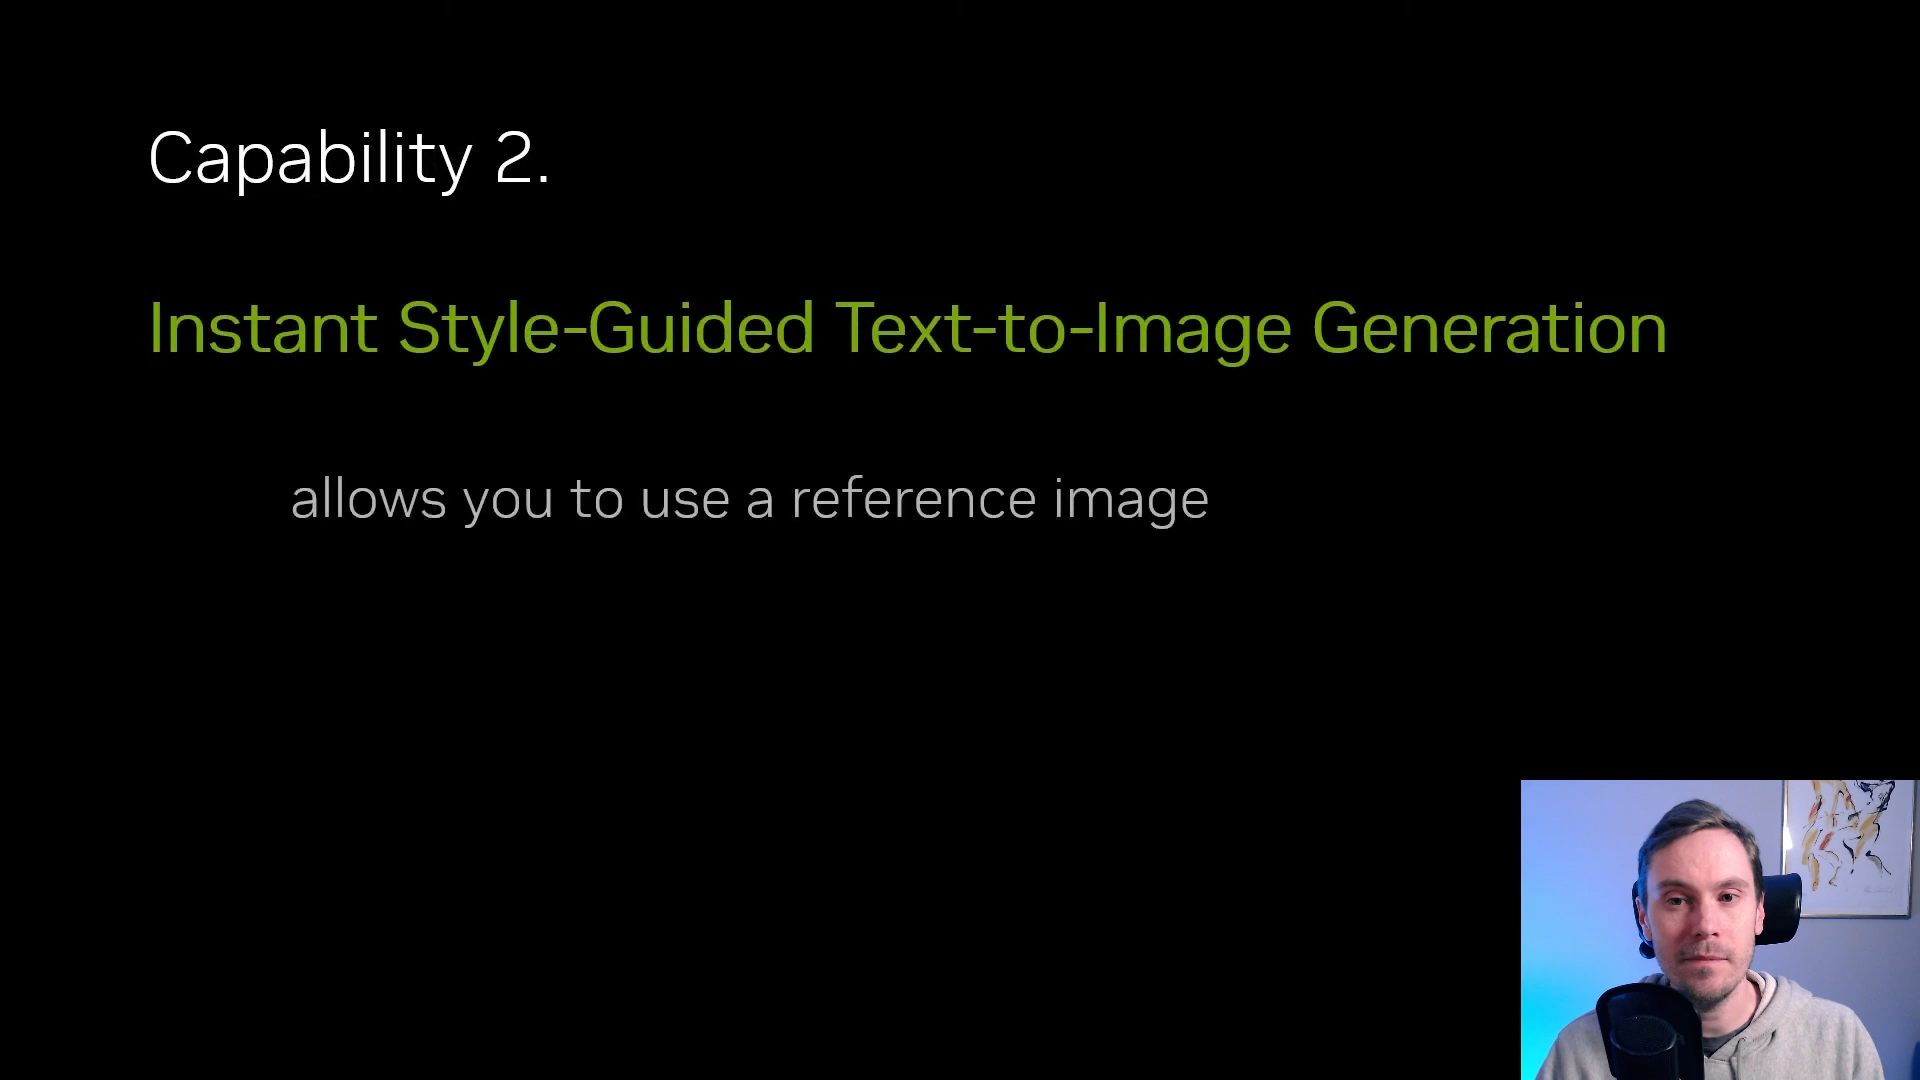 Capability 2.
Instant Style-Guided Text-to-Image Generation
allows you to use a reference image